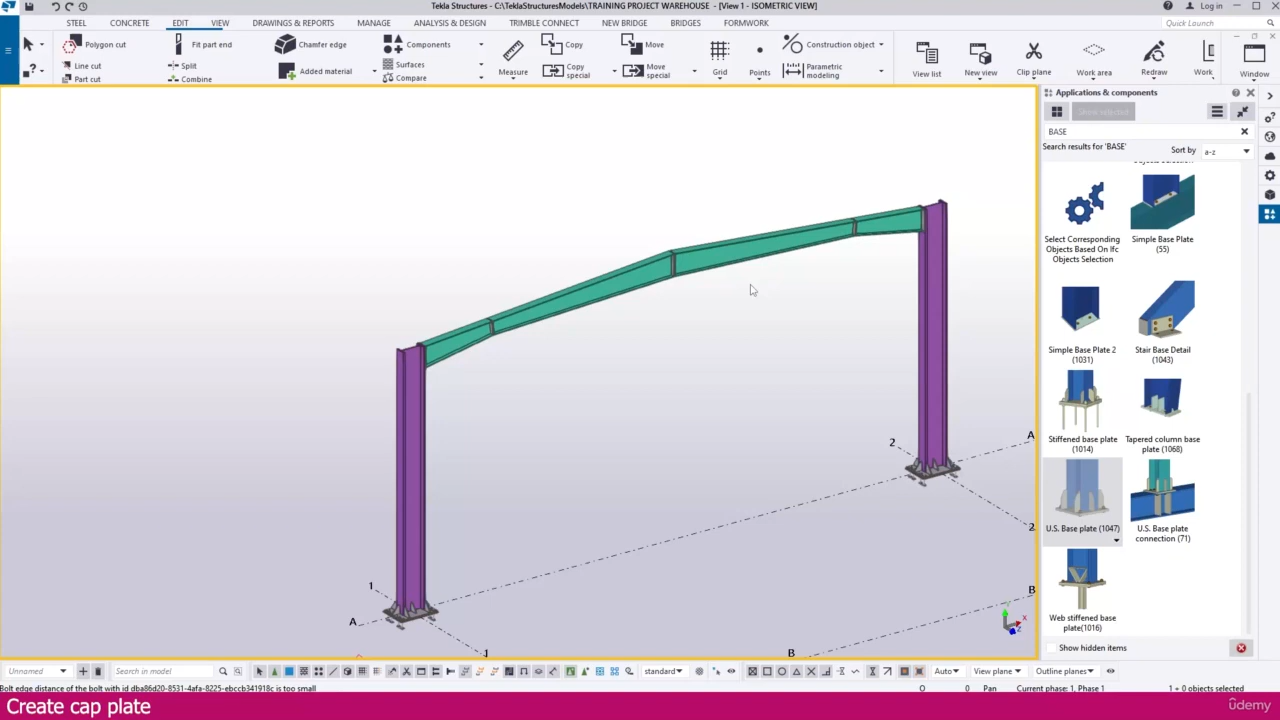 Tekla Structures - C:\TeklaStructuresModels\TRAINING PROJECT WAREHOUSE - [View 1 - ISOMETRIC VIEW]
Log in
STEEL CONCRETE EDIT VIEW DRAWINGS & REPORTS MANAGE ANALYSIS & DESIGN TRIMBLE CONNECT NEW BRIDGE BRIDGES FORMWORK
Quick Launch
Polygon cut
Line cut
Part cut
Fit part end
Split
Combine
Chamfer edge
Added material
Components
Surfaces
Compare
Measure
Copy
Copy special
Move
Move special
Grid
Points
Construction object
Parametric modeling
View list
New view
Clip plane
Work area
Redraw
Work
Window
Applications & components
BASE
Search results for 'BASE'
Sort by a-z
Objects Selection
Select Corresponding Objects Based On Ifc Objects Selection
Simple Base Plate (55)
Simple Base Plate 2 (1031)
Stair Base Detail (1043)
Stiffened base plate (1014)
Tapered column base plate (1068)
U.S. Base plate (1047)
U.S. Base plate connection (71)
Web stiffened base plate(1016)
Show hidden items
2
A
2
1
A
B
1
B
X
Unnamed
Search in model
standard
Auto
View plane
Outline planes
Bolt edge distance of the bolt with id dba86d20-8531-4afa-8225-ebccb341918c is too small
O 0 Pan Current phase: 1, Phase 1 1 + 0 objects selected
Create cap plate
ûdemy